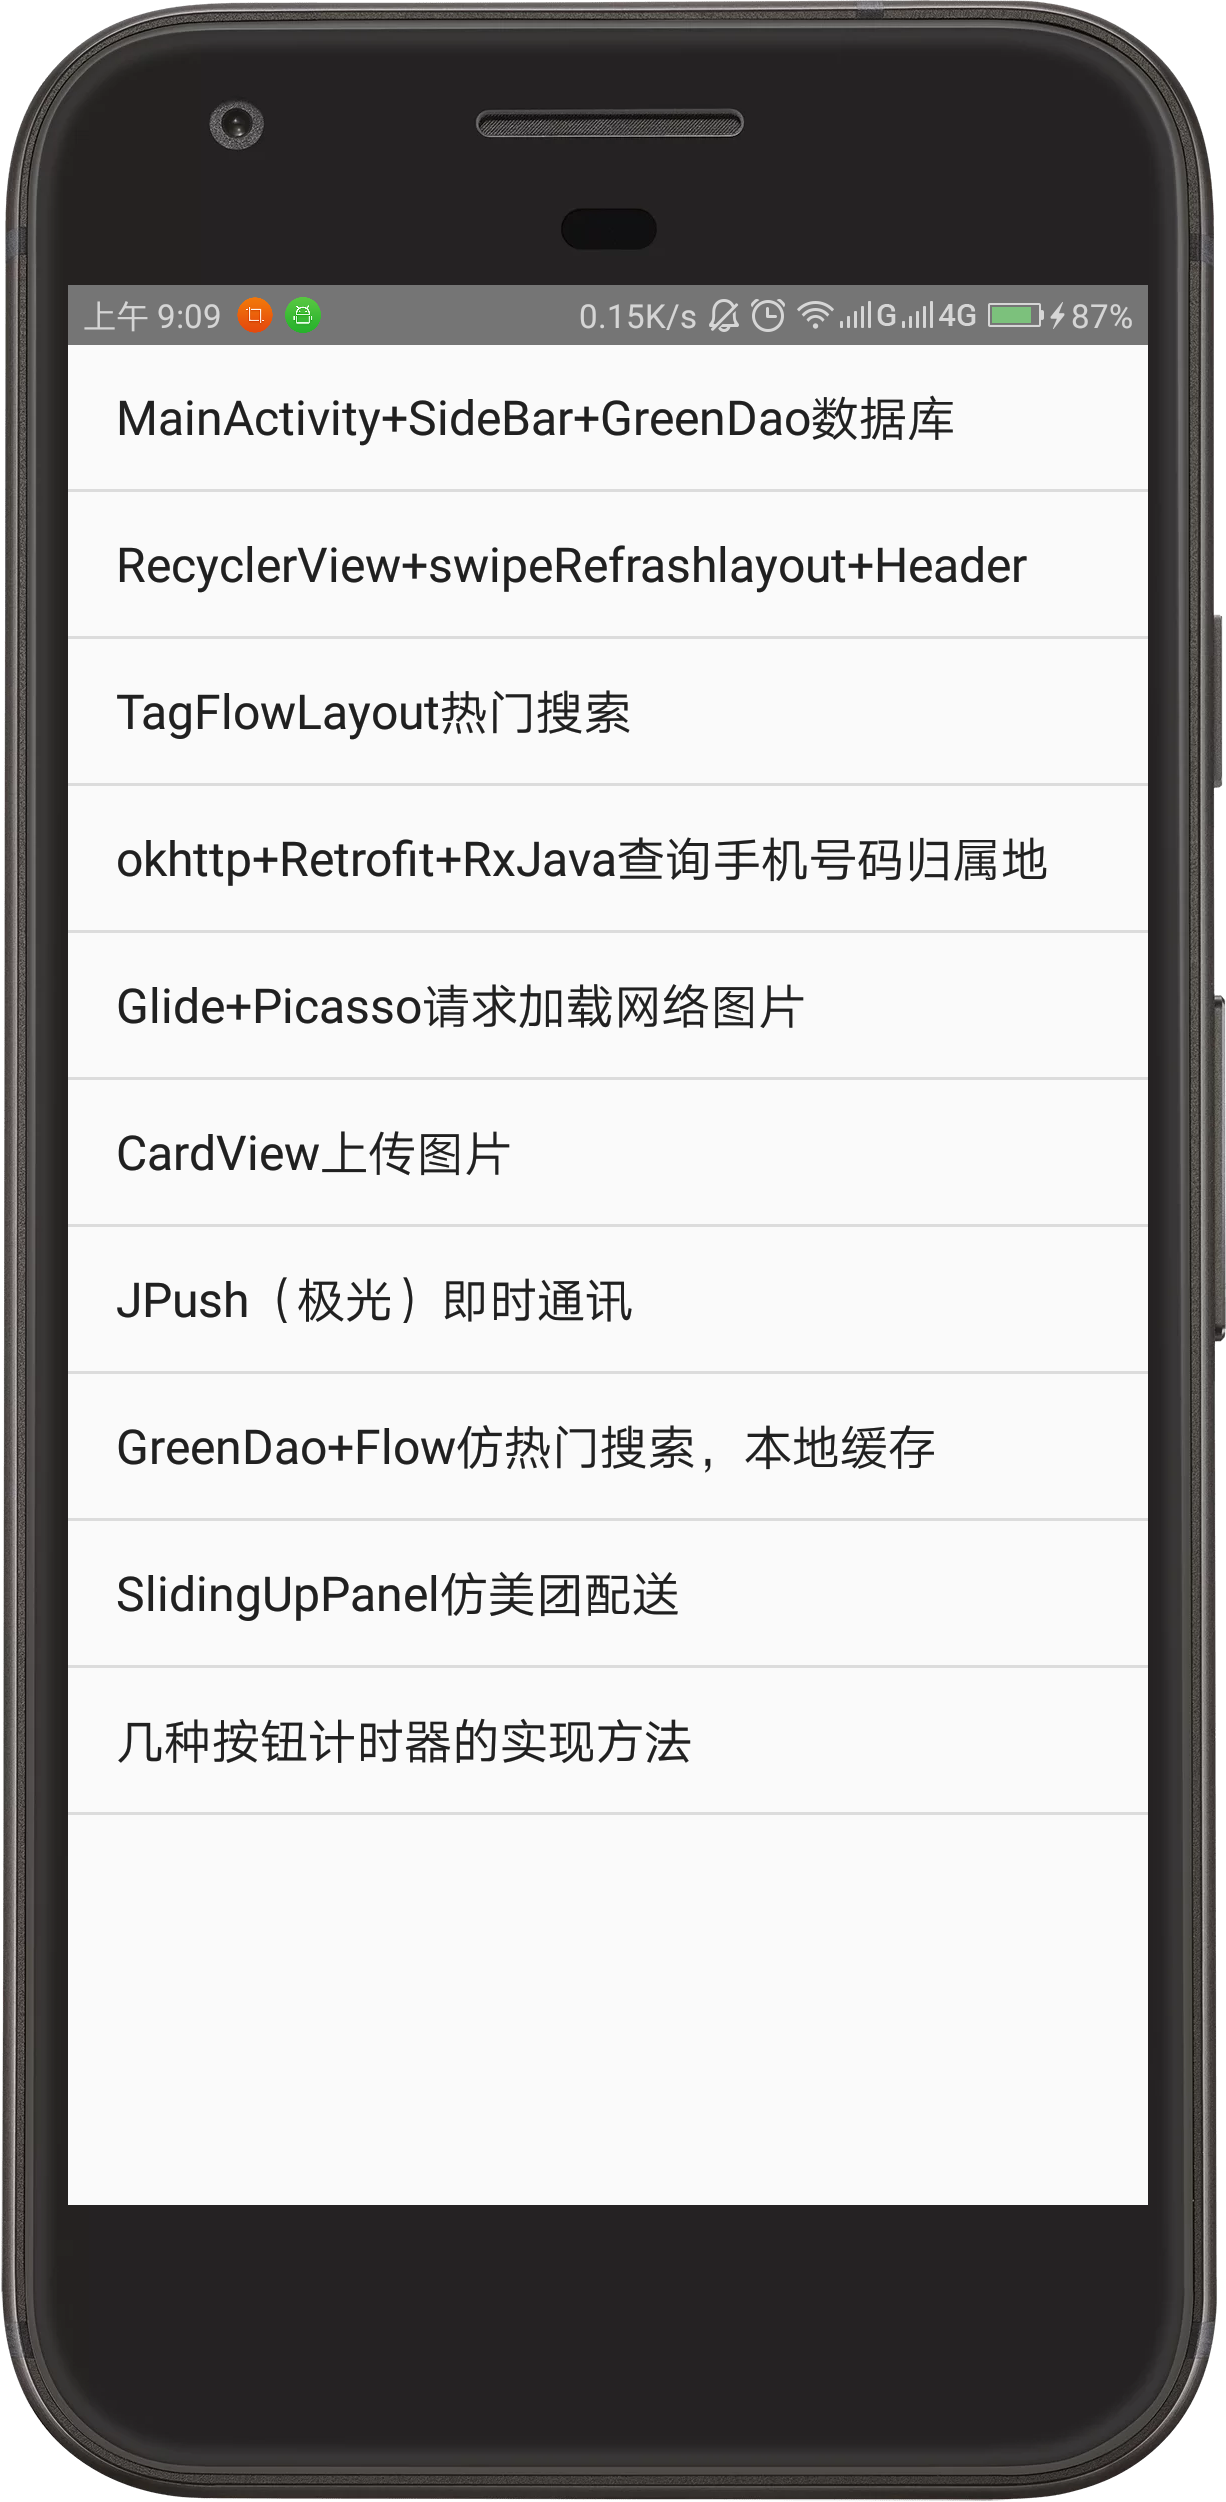 上午 9:09 0.15K/s G 4G 87%
MainActivity+SideBar+GreenDao数据库
RecyclerView+swipeRefrashlayout+Header
TagFlowLayout热门搜索
okhttp+Retrofit+RxJava查询手机号码归属地
Glide+Picasso请求加载网络图片
CardView上传图片
JPush（极光）即时通讯
GreenDao+Flow仿热门搜索，本地缓存
SlidingUpPanel仿美团配送
几种按钮计时器的实现方法